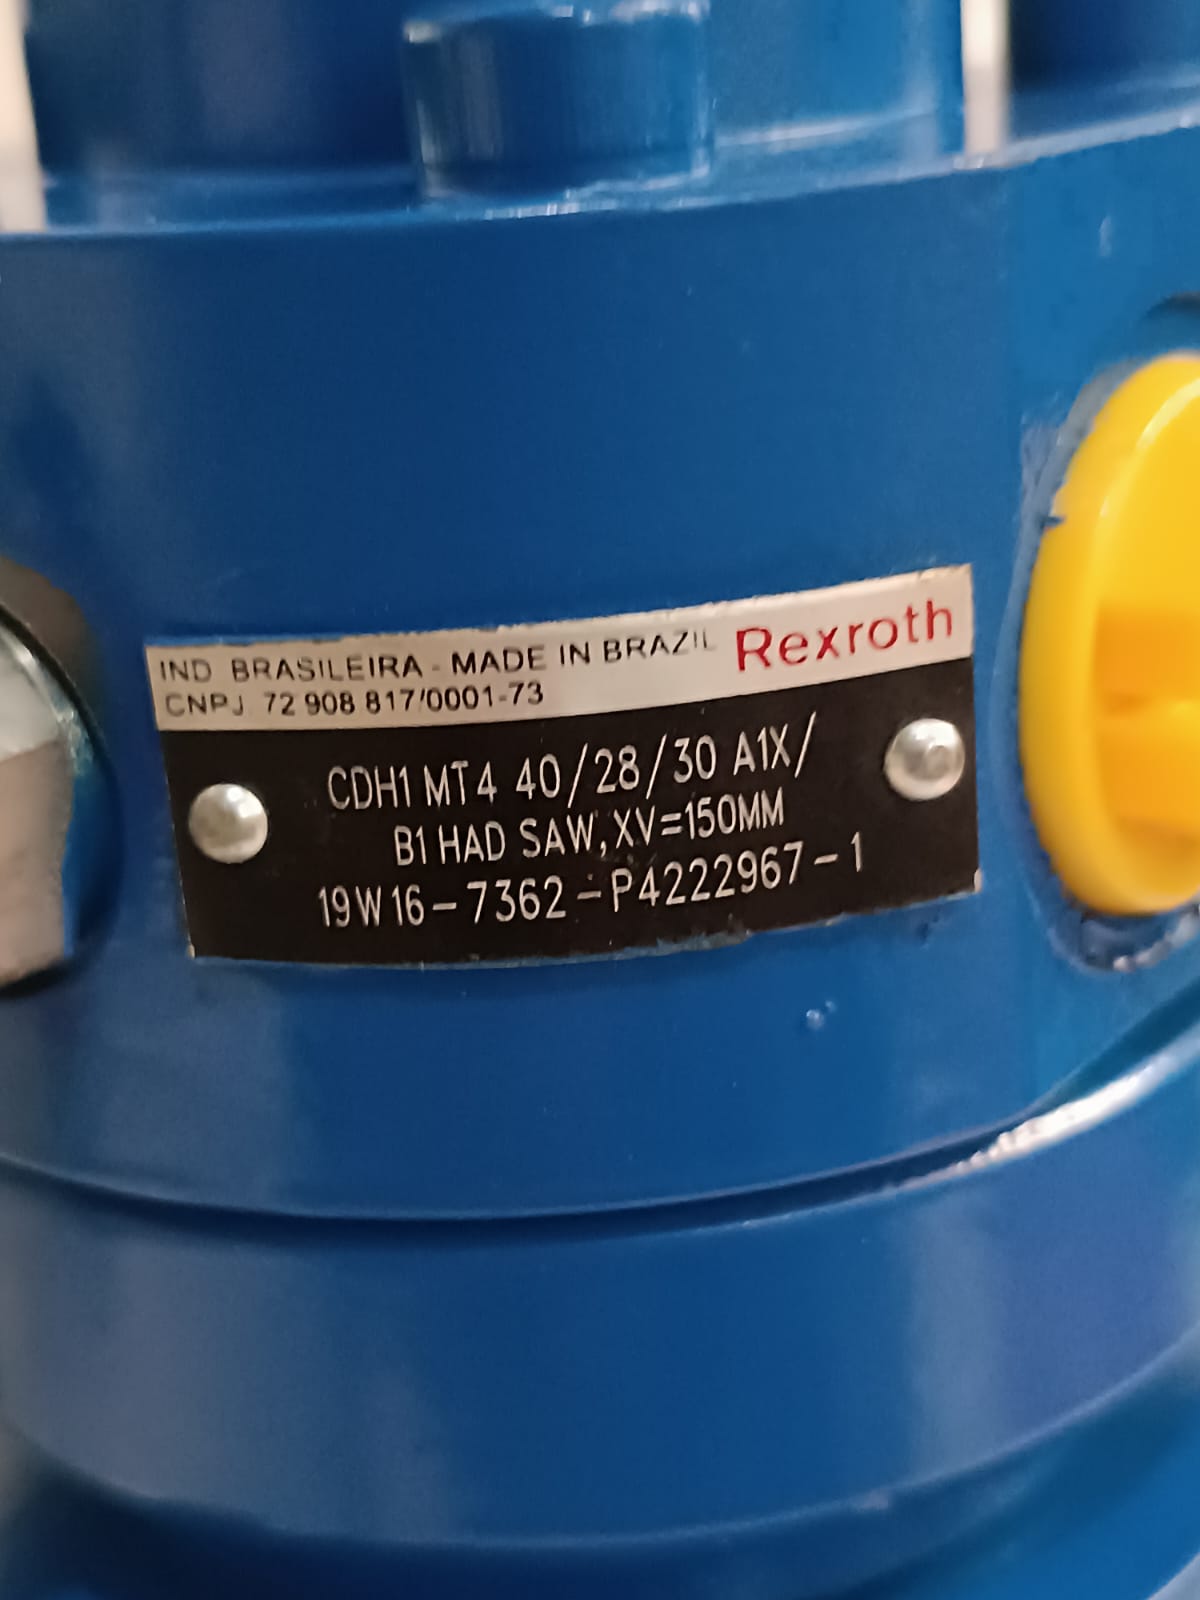 IND BRASILEIRA - MADE IN BRAZIL Rexroth
CNPJ 72 908 817/0001-73
CDH1 MT4 40/28/30 A1X/
B1 HAD SAW, XV=150MM
19W16-7362-P4222967-1